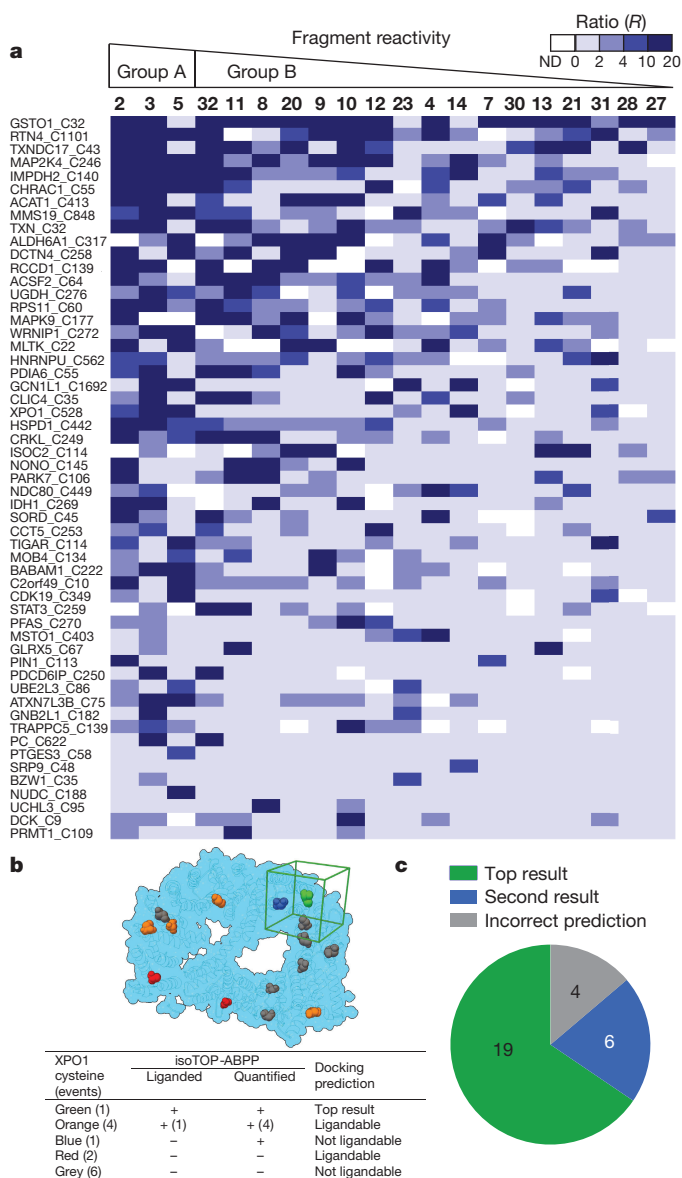 a
Fragment reactivity
Ratio (R)
ND 0 2 4 10 20
Group A Group B
2 3 5 32 11 8 20 9 10 12 23 4 14 7 30 13 21 31 28 27
GSTO1_C32
RTN4_C1101
TXNDC17_C43
MAP2K4_C246
IMPDH2_C140
CHRAC1_C55
ACAT1_C413
MMS19_C848
TXN_C32
ALDH6A1_C317
DCTN4_C258
RCCD1_C139
ACSF2_C64
UGDH_C276
RPS11_C60
MAPK9_C177
WRNIP1_C272
MLTK_C22
HNRNPU_C562
PDIA6_C55
GCN1L1_C1692
CLIC4_C35
XPO1_C528
HSPD1_C442
CRKL_C249
ISOC2_C114
NONO_C145
PARK7_C106
NDC80_C449
IDH1_C269
SORD_C45
CCT5_C253
TIGAR_C114
MOB4_C134
BABAM1_C222
C2orf49_C10
CDK19_C349
STAT3_C259
PFAS_C270
MSTO1_C403
GLRX5_C67
PIN1_C113
PDCD6IP_C250
UBE2L3_C86
ATXN7L3B_C75
GNB2L1_C182
TRAPPC5_C139
PC_C622
PTGES3_C58
SRP9_C48
BZW1_C35
NUDC_C188
UCHL3_C95
DCK_C9
PRMT1_C109
b
XPO1 cysteine (events) isoTOP-ABPP Docking prediction
Liganded Quantified
Green (1) + + Top result
Orange (4) + (1) + (4) Ligandable
Blue (1) – + Not ligandable
Red (2) – – Ligandable
Grey (6) – – Not ligandable
c
Top result
Second result
Incorrect prediction
4
19
6